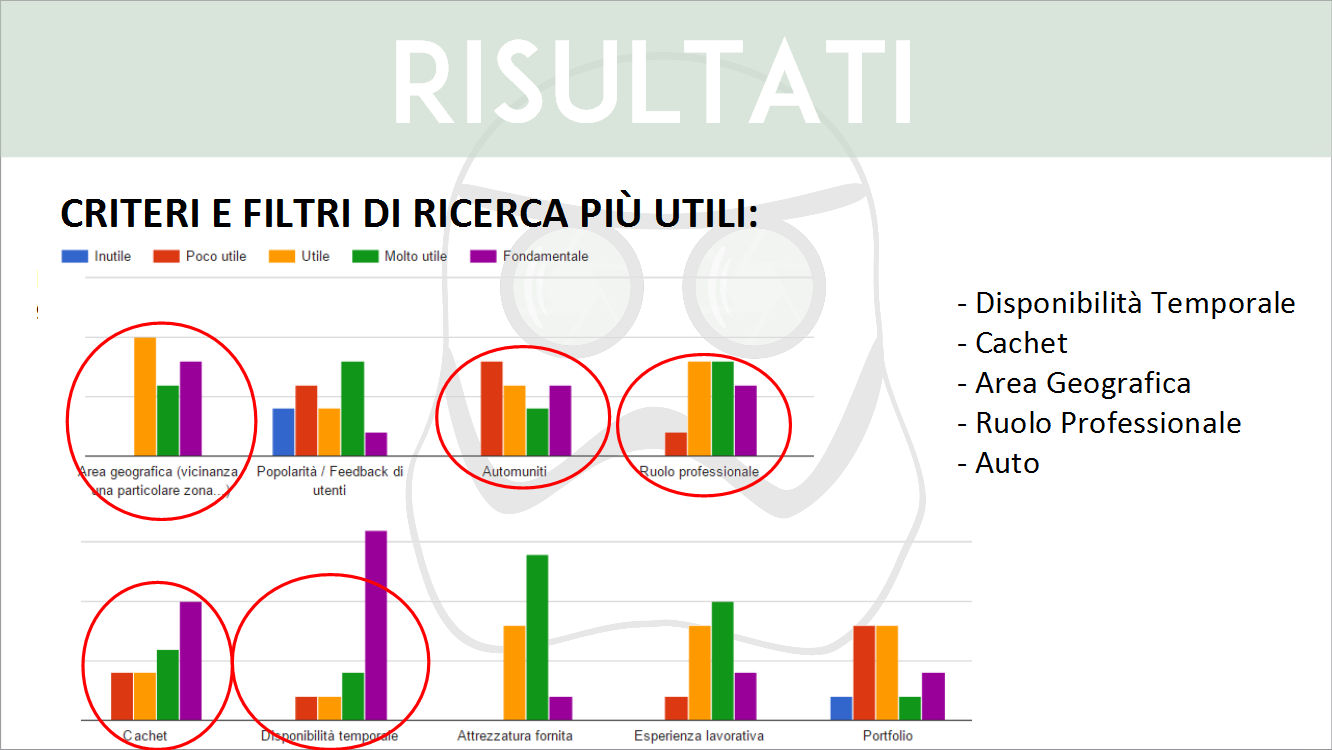 RISULTATI
CRITERI E FILTRI DI RICERCA PIÙ UTILI:
Inutile Poco utile Utile Molto utile Fondamentale
Area geografica (vicinanza
una particolare zona...)
Popolarità / Feedback di
utenti
Automuniti
Ruolo professionale
Cachet
Disponibilità temporale
Attrezzatura fornita
Esperienza lavorativa
Portfolio
- Disponibilità Temporale
- Cachet
- Area Geografica
- Ruolo Professionale
- Auto